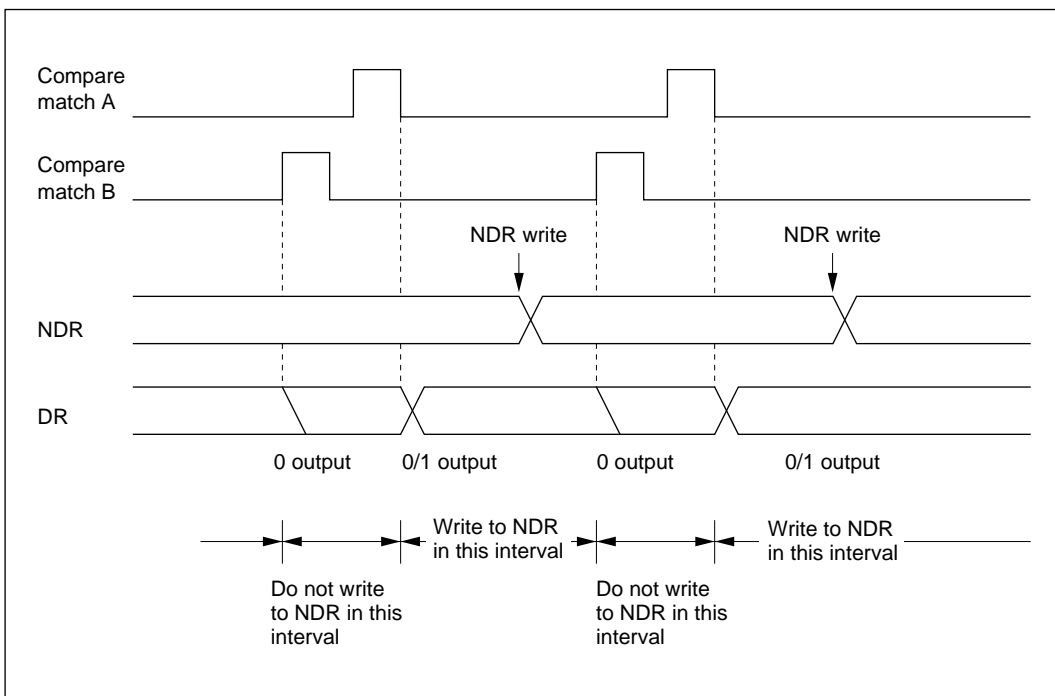 Compare
match A
Compare
match B
NDR write
NDR write
NDR
DR
0 output
0/1 output
0 output
0/1 output
Write to NDR
in this interval
Write to NDR
in this interval
Do not write
to NDR in this
interval
Do not write
to NDR in this
interval